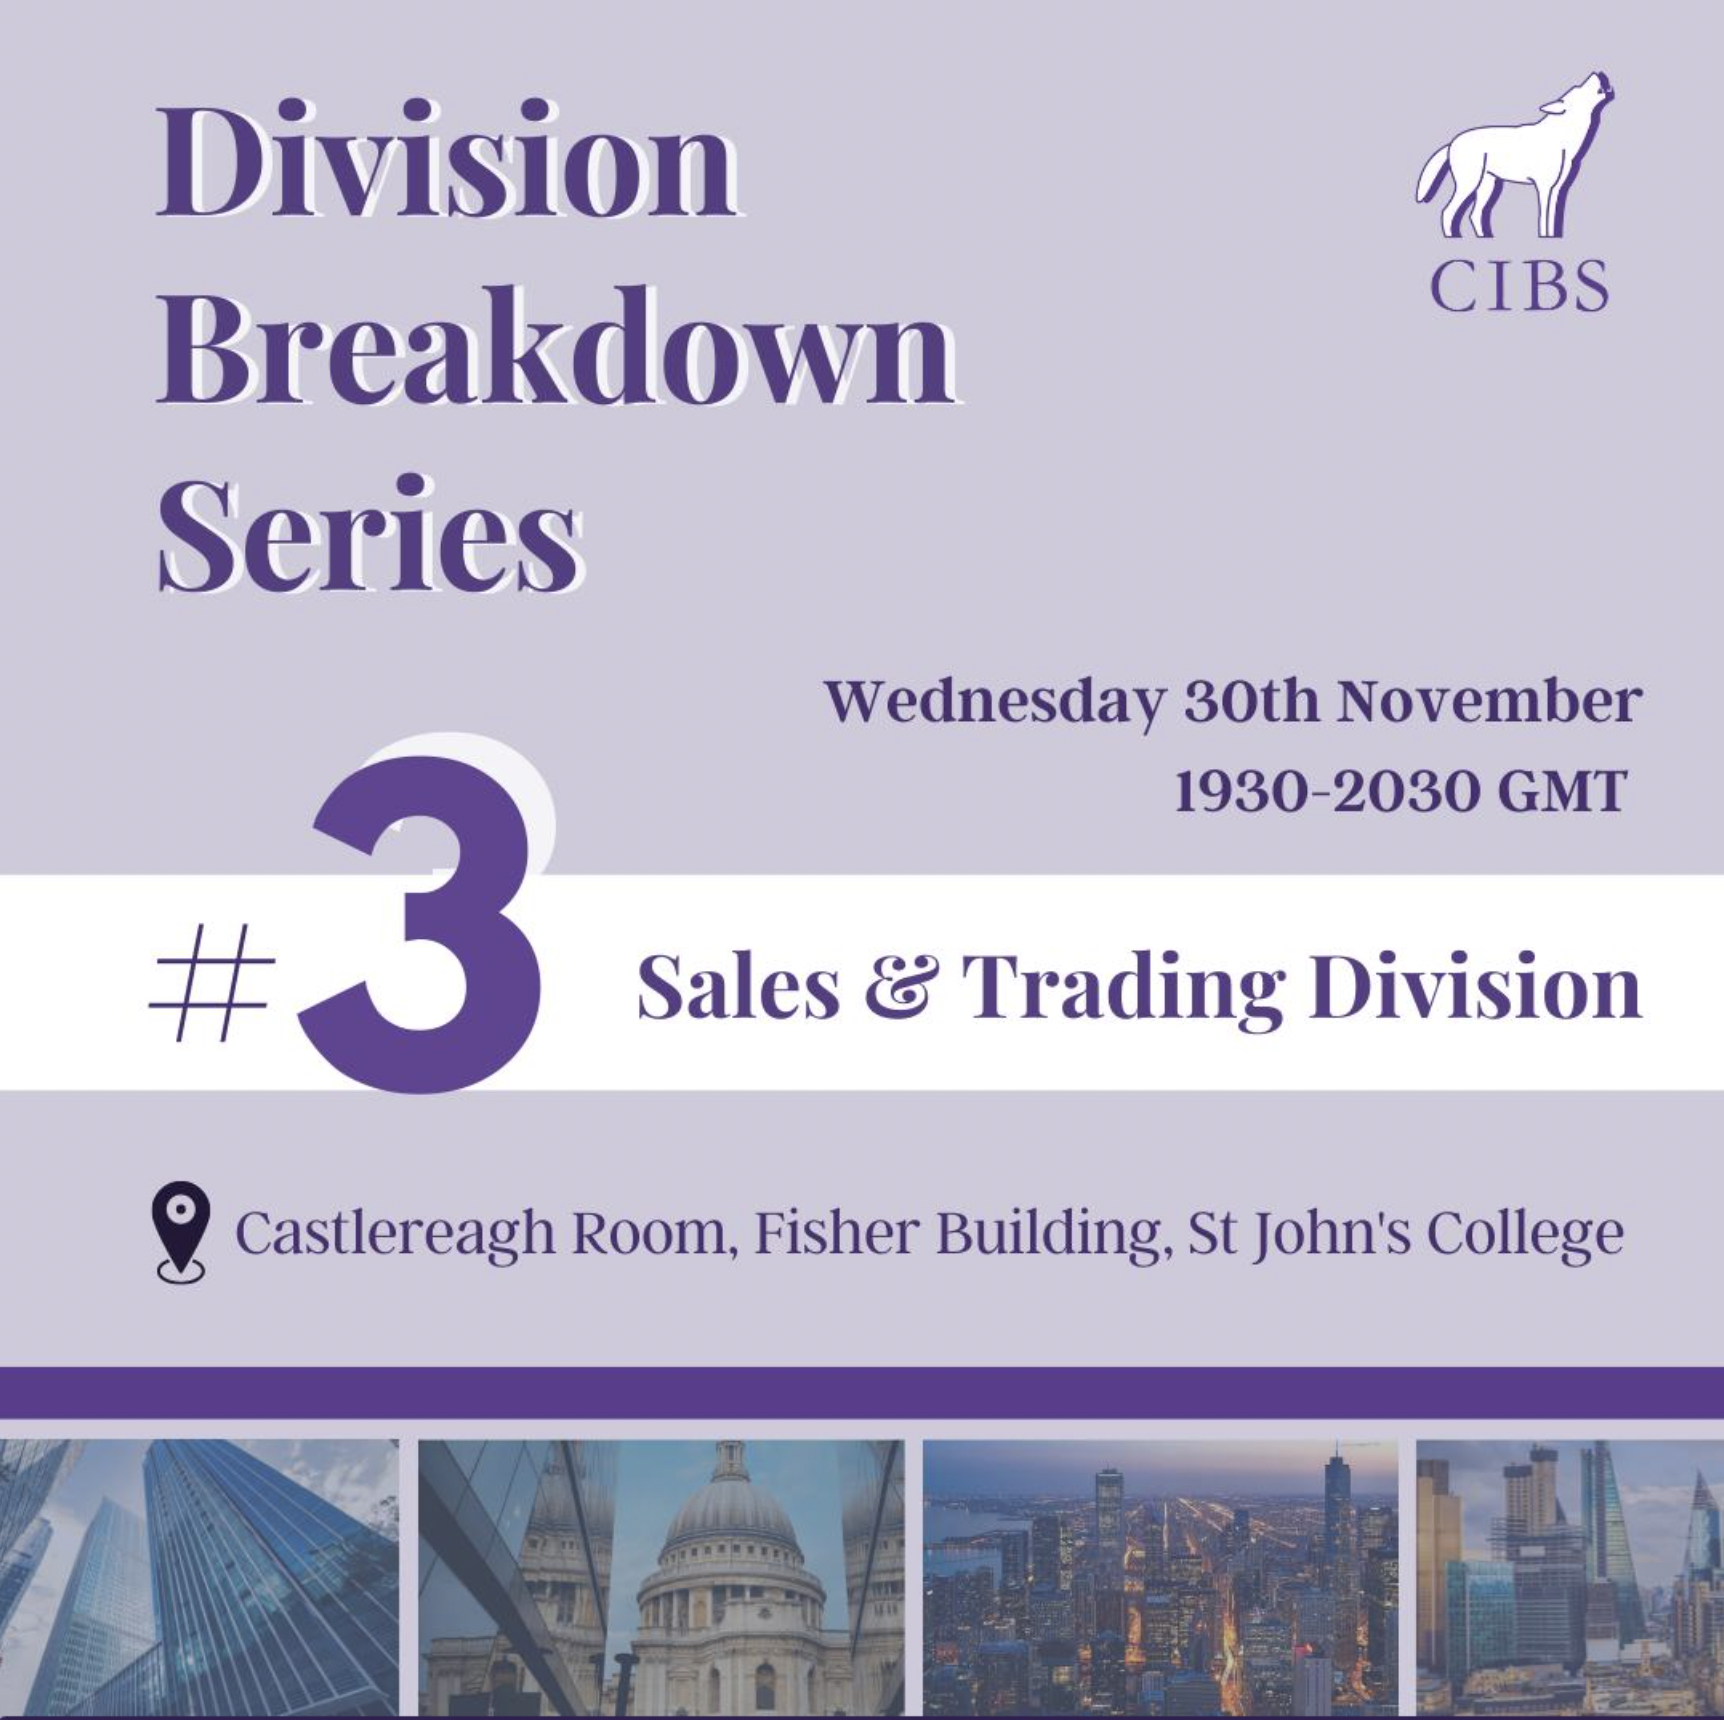 Division
Breakdown
Series
CIBS
Wednesday 30th November
1930-2030 GMT
#3
Sales & Trading Division
Castlereagh Room, Fisher Building, St John's College